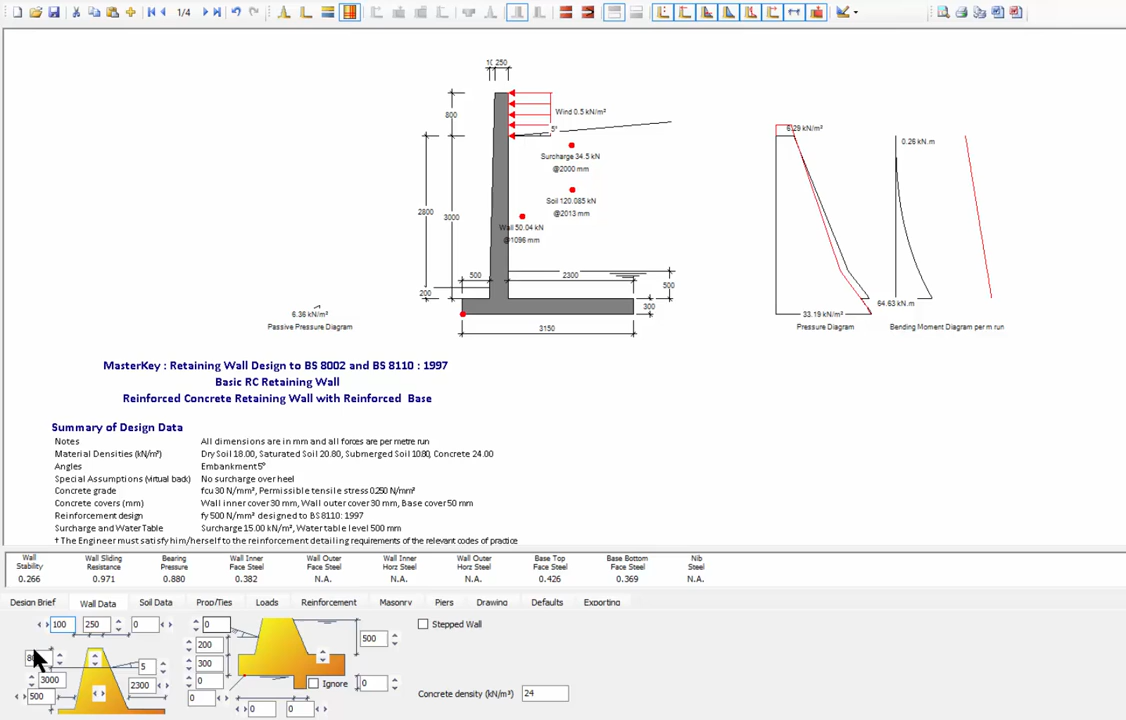 1/4
250
800
Wind 0.5 kN/m²
5°
6.29 kN/m²
0.26 kN.m
Surcharge 34.5 kN
@2000 mm
2800
3000
Soil 120.085 kN
@2013 mm
Wall 50.04 kN
@1096 mm
500
2300
500
200
300
64.63 kN.m
6.36 kN/m²
33.19 kN/m²
Passive Pressure Diagram
3150
Pressure Diagram
Bending Moment Diagram per m run
MasterKey : Retaining Wall Design to BS 8002 and BS 8110 : 1997
Basic RC Retaining Wall
Reinforced Concrete Retaining Wall with Reinforced Base
Summary of Design Data
Notes All dimensions are in mm and all forces are per metre run
Material Densities (kN/m³) Dry Soil 18.00, Saturated Soil 20.80, Submerged Soil 10.80, Concrete 24.00
Angles Embankment 5°
Special Assumptions (virtual back) No surcharge over heel
Concrete grade fcu 30 N/mm², Permissible tensile stress 0.250 N/mm²
Concrete covers (mm) Wall inner cover 30 mm, Wall outer cover 30 mm, Base cover 50 mm
Reinforcement design fy 500 N/mm² designed to BS 8110: 1997
Surcharge and Water Table Surcharge 15.00 kN/m², Water table level 500 mm
† The Engineer must satisfy him/herself to the reinforcement detailing requirements of the relevant codes of practice
Wall Stability Wall Sliding Resistance Bearing Pressure Wall Inner Face Steel Wall Outer Face Steel Wall Inner Horz Steel Wall Outer Horz Steel Base Top Face Steel Base Bottom Face Steel Nib Steel
0.266 0.971 0.880 0.382 N.A. N.A. N.A. 0.426 0.369 N.A.
Design Brief Wall Data Soil Data Prop/Ties Loads Reinforcement Masonry Piers Drawing Defaults Exporting
100 250 0 0 Stepped Wall
200 500
5 300
3000 2300 0 Ignore 0
500 0 Concrete density (kN/m³) 24
0 0